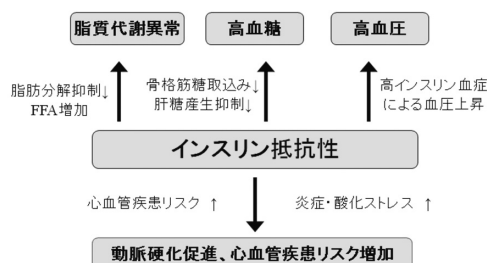 脂質代謝異常
高血糖
高血圧
脂肪分解抑制↓
FFA増加
骨格筋糖取込み↓
肝糖産生抑制↓
高インスリン血症
による血圧上昇
インスリン抵抗性
心血管疾患リスク ↑
炎症・酸化ストレス ↑
動脈硬化促進、心血管疾患リスク増加